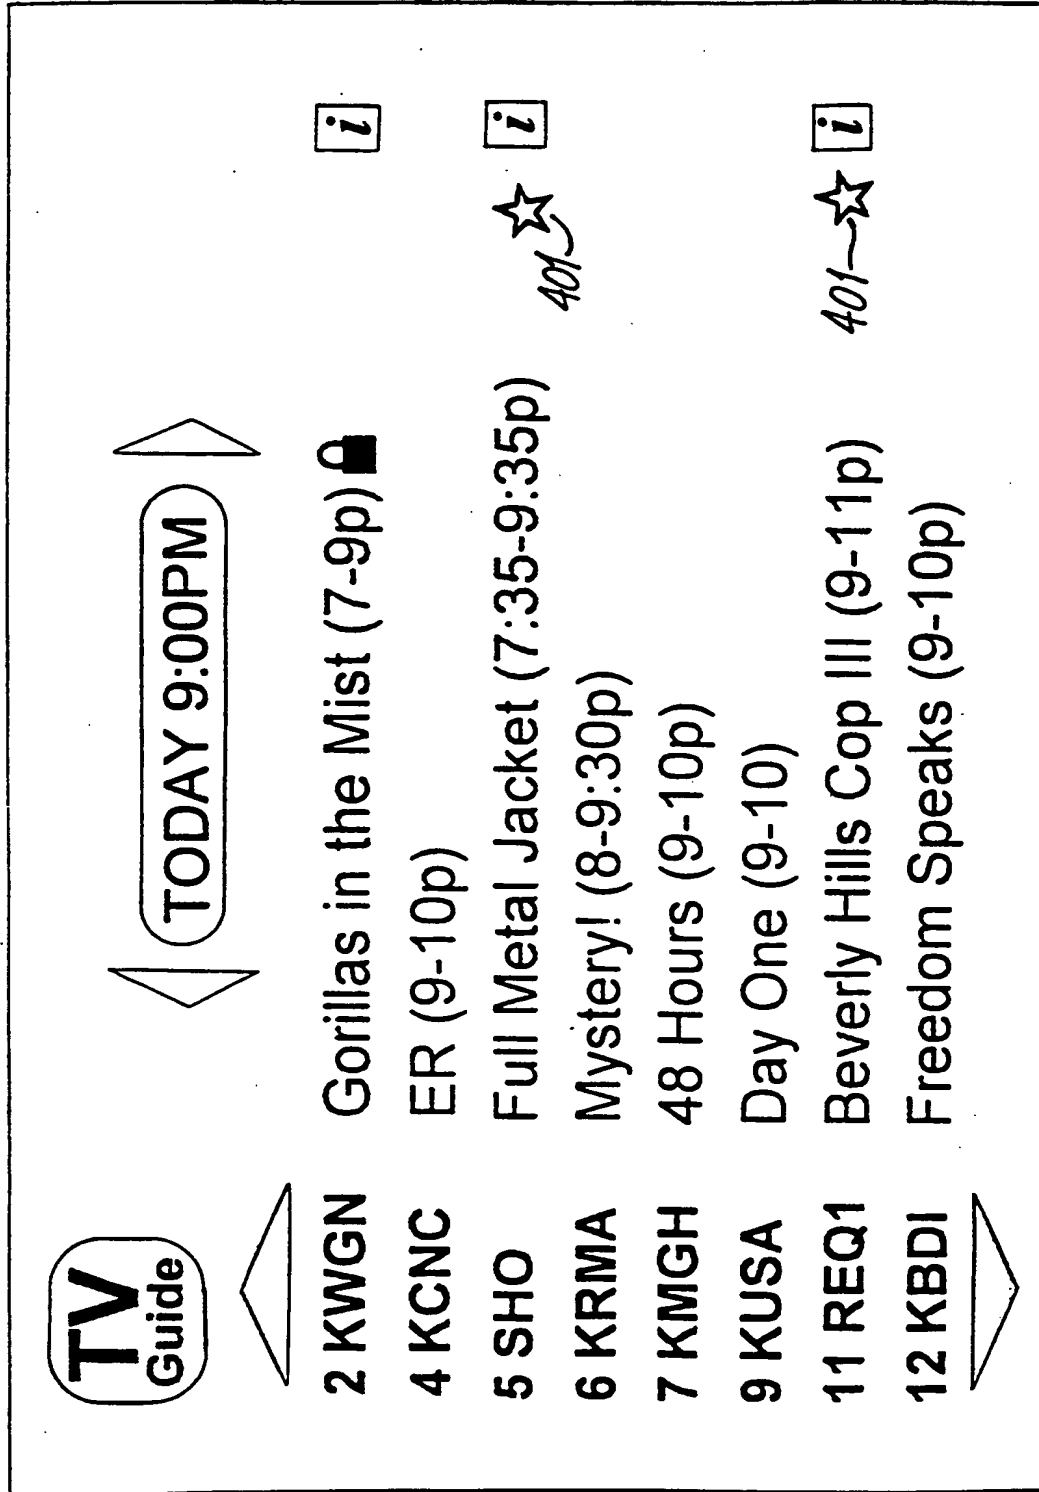 TV
Guide
TODAY 9:00PM
2 KWGN Gorillas in the Mist (7-9p) i
4 KCNC ER (9-10p)
5 SHO Full Metal Jacket (7:35-9:35p) i
401
6 KRMA Mystery! (8-9:30p)
7 KMGH 48 Hours (9-10p)
9 KUSA Day One (9-10)
11 REQ1 Beverly Hills Cop III (9-11p) 401 i
12 KBDI Freedom Speaks (9-10p)